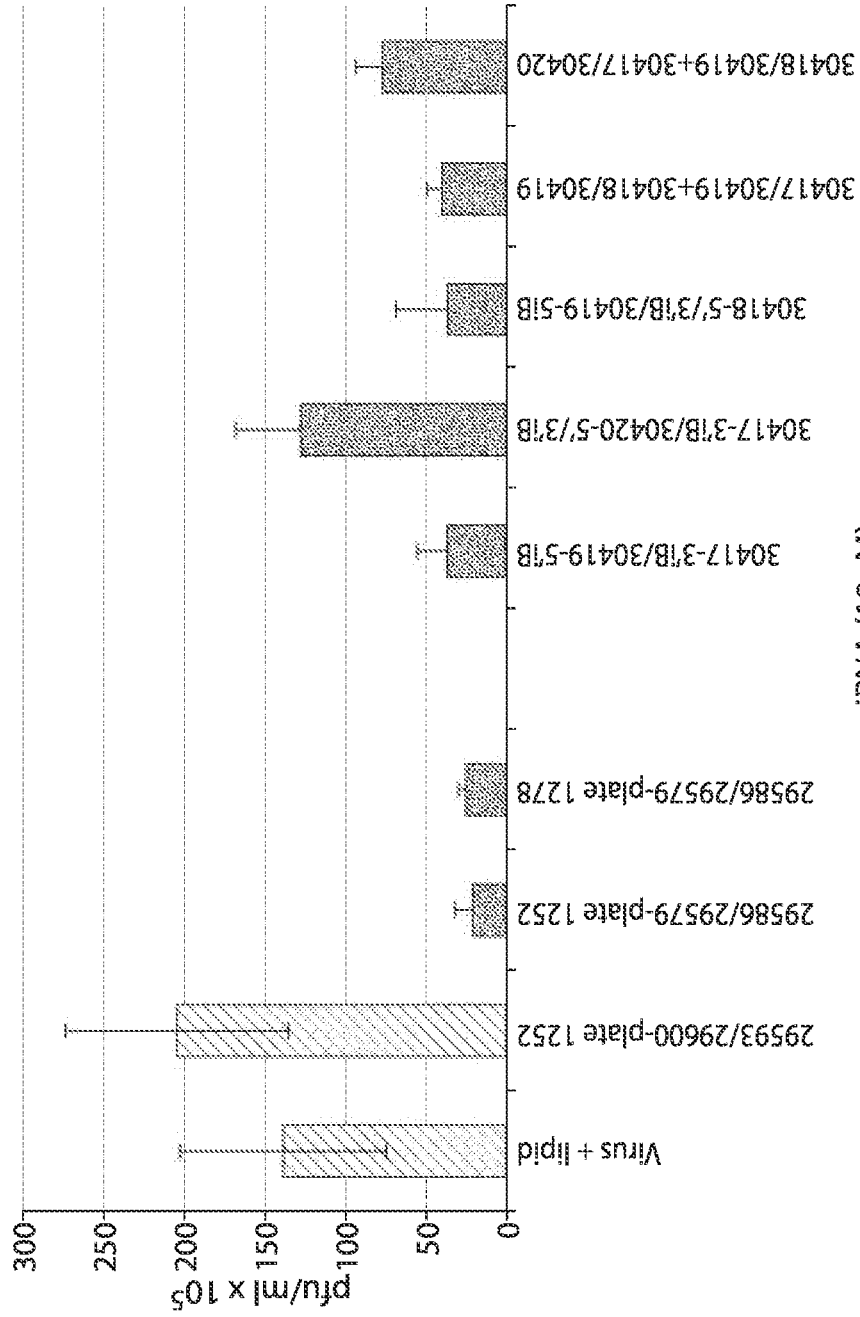 300
250
200
150
100
50
0
pfu/ml x 10⁵
Virus + lipid
29593/29600-plate 1252
29586/29579-plate 1252
29586/29579-plate 1278
30417-3'iB/30419-5'iB
30417-3'iB/30420-5'/3'iB
30418-5'/3'iB/30419-5iB
30417/30419+30418/30419
30418/30419+30417/30420